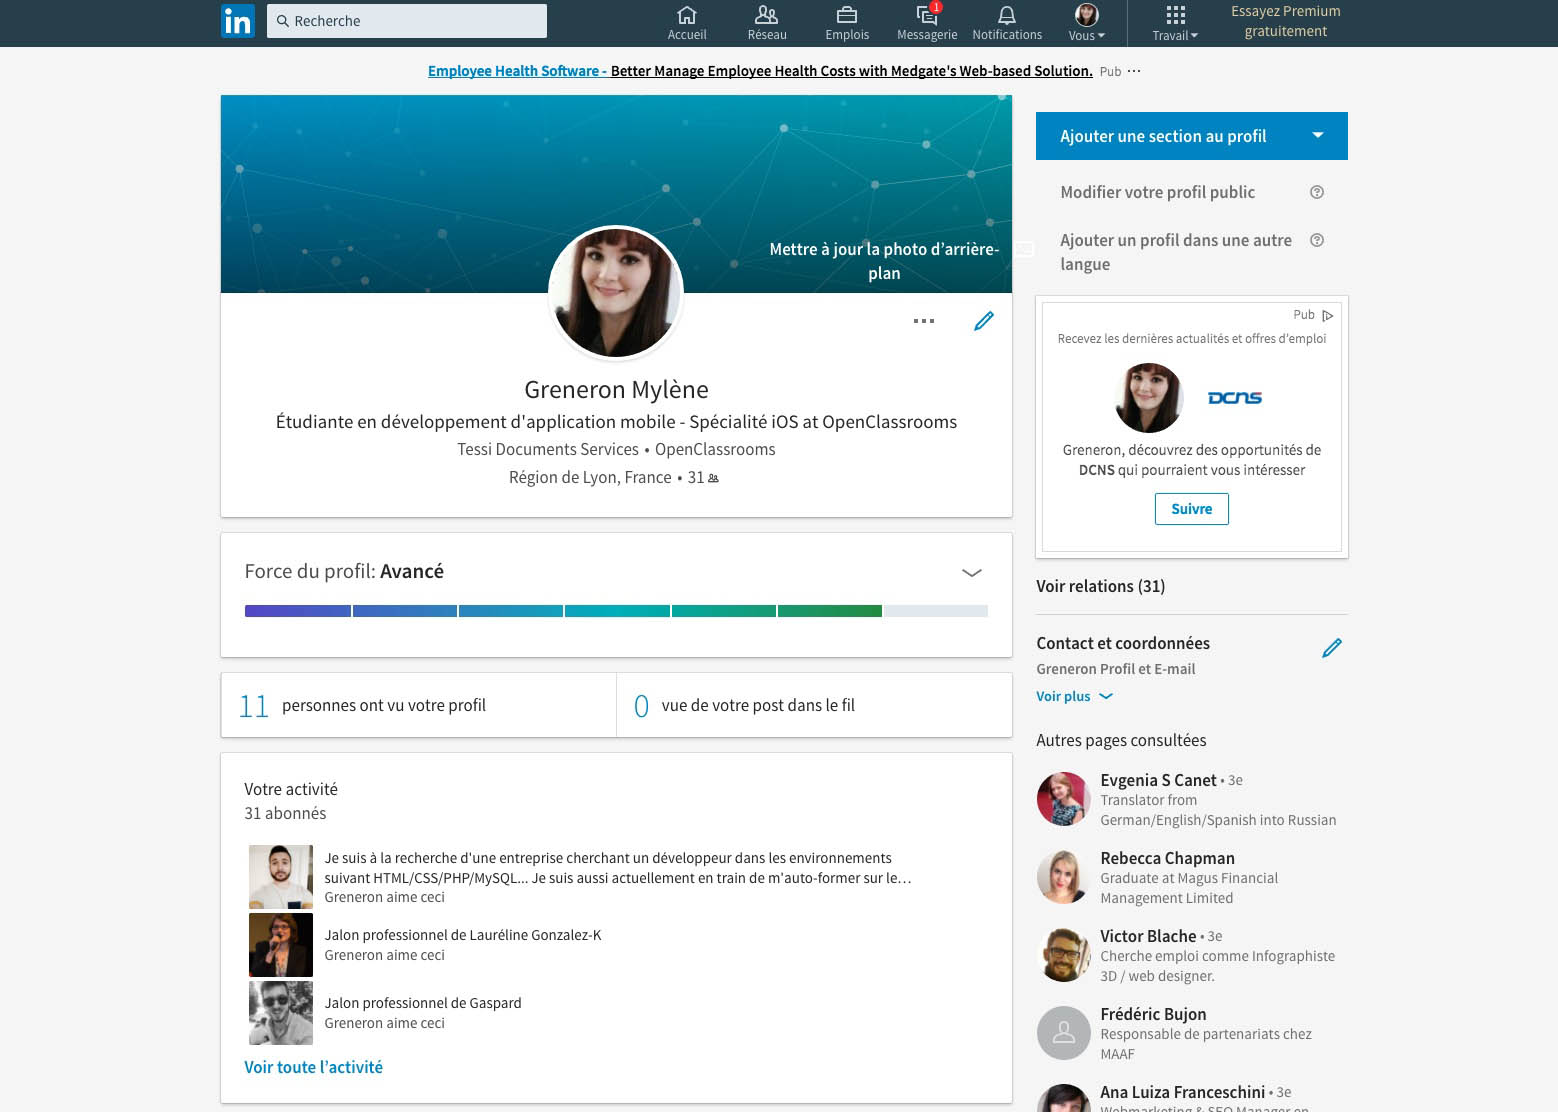 in
Recherche
Accueil
Réseau
Emplois
1
Messagerie
Notifications
Vous
Travail
Essayez Premium
gratuitement
Employee Health Software - Better Manage Employee Health Costs with Medgate's Web-based Solution. Pub ···
Mettre à jour la photo d'arrière-
plan
Greneron Mylène
Étudiante en développement d'application mobile - Spécialité iOS at OpenClassrooms
Tessi Documents Services • OpenClassrooms
Région de Lyon, France • 31
Force du profil: Avancé
11 personnes ont vu votre profil
0 vue de votre post dans le fil
Votre activité
31 abonnés
Je suis à la recherche d'une entreprise cherchant un développeur dans les environnements
suivant HTML/CSS/PHP/MySQL... Je suis aussi actuellement en train de m'auto-former sur le…
Greneron aime ceci
Jalon professionnel de Lauréline Gonzalez-K
Greneron aime ceci
Jalon professionnel de Gaspard
Greneron aime ceci
Voir toute l'activité
Ajouter une section au profil
Modifier votre profil public
Ajouter un profil dans une autre
langue
Pub
Recevez les dernières actualités et offres d'emploi
DCNS
Greneron, découvrez des opportunités de
DCNS qui pourraient vous intéresser
Suivre
Voir relations (31)
Contact et coordonnées
Greneron Profil et E-mail
Voir plus
Autres pages consultées
Evgenia S Canet • 3e
Translator from
German/English/Spanish into Russian
Rebecca Chapman
Graduate at Magus Financial
Management Limited
Victor Blache • 3e
Cherche emploi comme Infographiste
3D / web designer.
Frédéric Bujon
Responsable de partenariats chez
MAAF
Ana Luiza Franceschini • 3e
Webmarketing & SEO Manager en